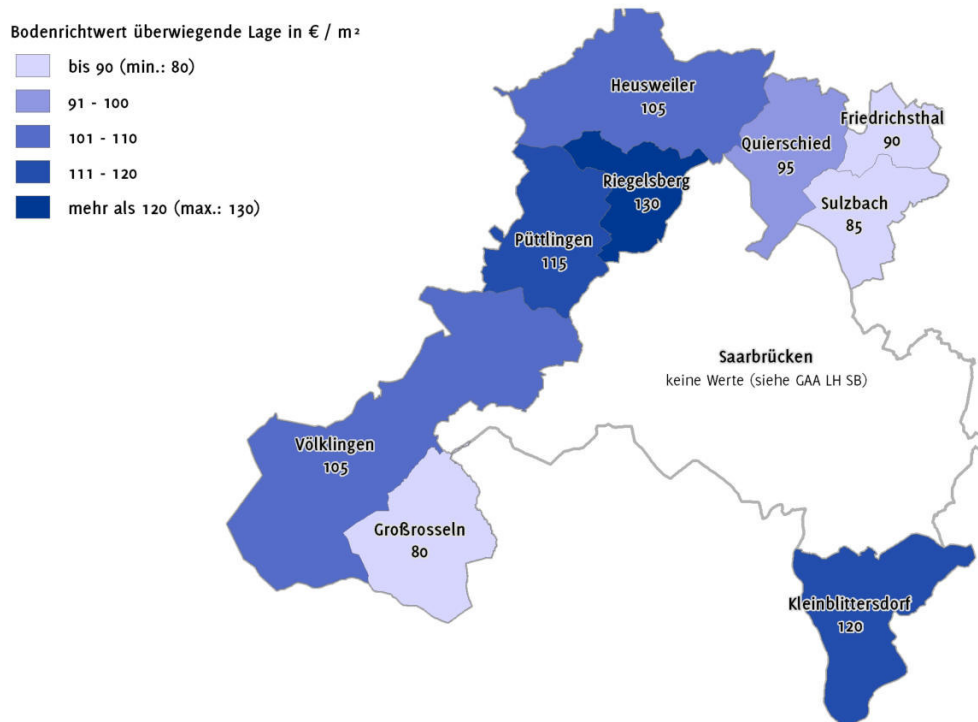 Bodenrichtwert überwiegende Lage in € / m²
bis 90 (min.: 80)
91 - 100
101 - 110
111 - 120
mehr als 120 (max.: 130)
Heusweiler
105
Friedrichsthal
90
Quierschied
95
Riegelsberg
130
Sulzbach
85
Püttlingen
115
Saarbrücken
keine Werte (siehe GAA LH SB)
Völklingen
105
Großrosseln
80
Kleinblittersdorf
120